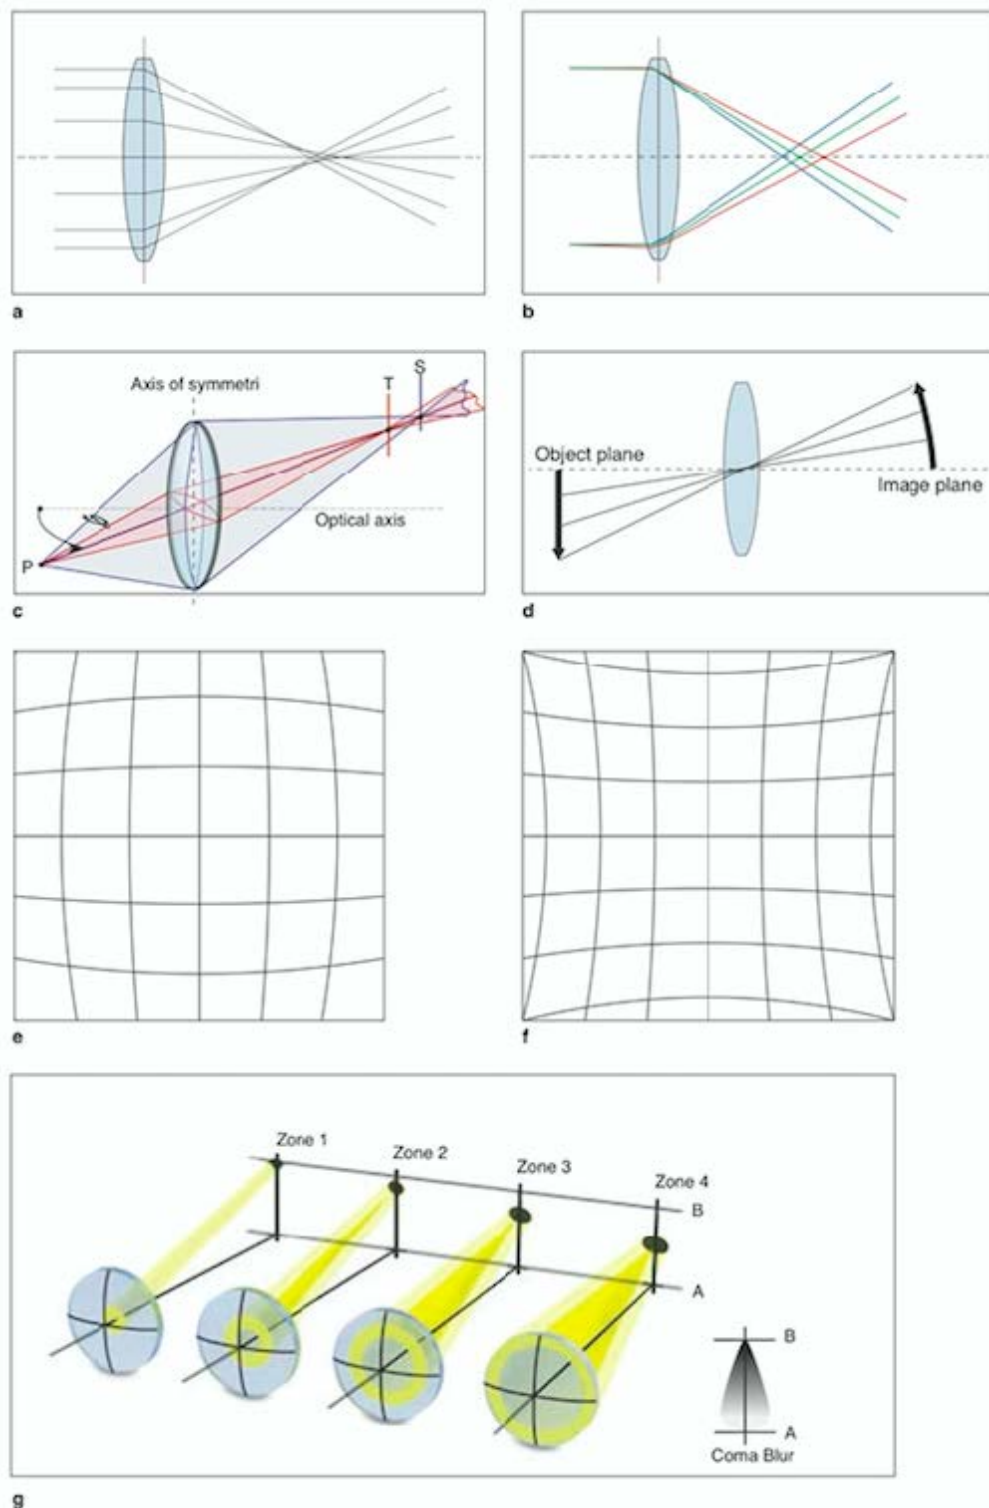 a
b
Axis of symmetri
T
S
Optical axis
P
c
Object plane
Image plane
d
e
f
Zone 1
Zone 2
Zone 3
Zone 4
B
A
B
A
Coma Blur
g